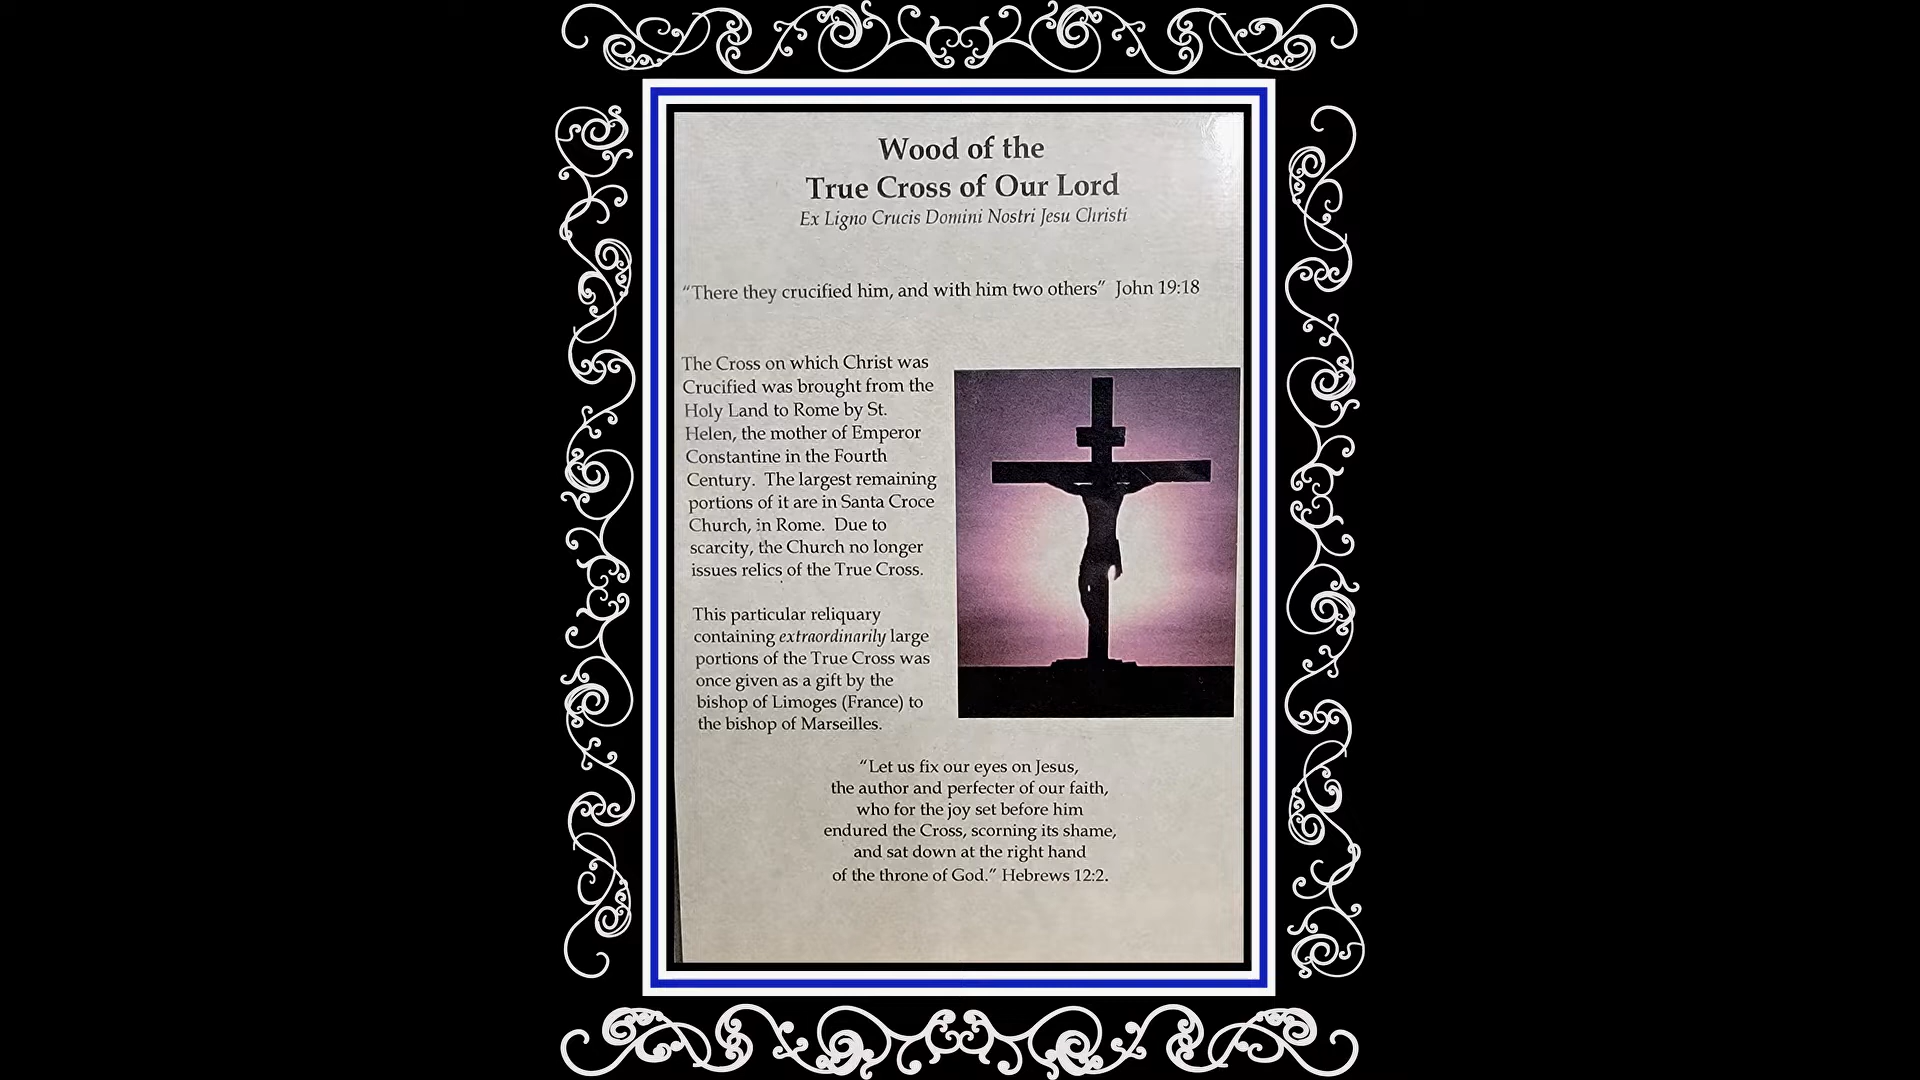 Wood of the
True Cross of Our Lord
Ex Ligno Crucis Domini Nostri Jesu Christi
“There they crucified him, and with him two others” John 19:18
The Cross on which Christ was
Crucified was brought from the
Holy Land to Rome by St.
Helen, the mother of Emperor
Constantine in the Fourth
Century. The largest remaining
portions of it are in Santa Croce
Church, in Rome. Due to
scarcity, the Church no longer
issues relics of the True Cross.
This particular reliquary
containing extraordinarily large
portions of the True Cross was
once given as a gift by the
bishop of Limoges (France) to
the bishop of Marseilles.
“Let us fix our eyes on Jesus,
the author and perfecter of our faith,
who for the joy set before him
endured the Cross, scorning its shame,
and sat down at the right hand
of the throne of God.” Hebrews 12:2.